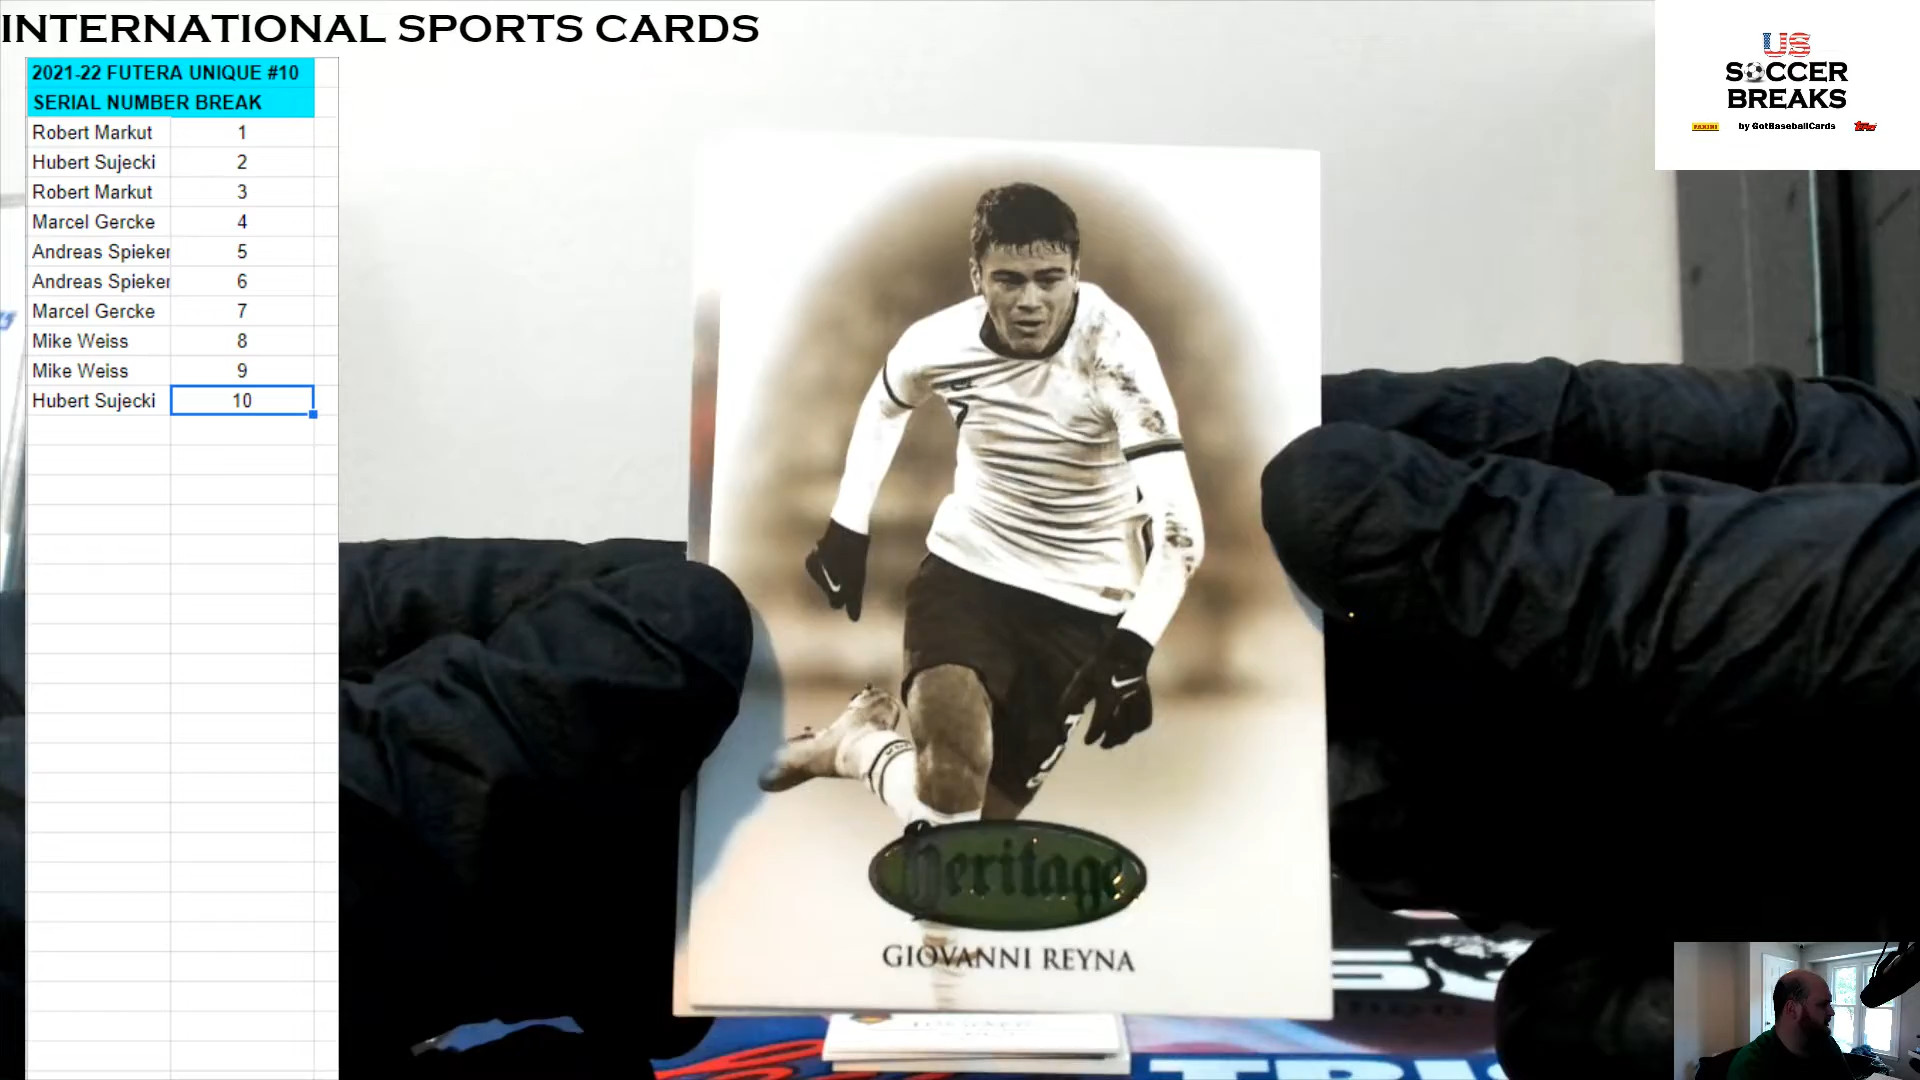 INTERNATIONAL SPORTS CARDS
2021-22 FUTERA UNIQUE #10
SERIAL NUMBER BREAK
Robert Markut 1
Hubert Sujecki 2
Robert Markut 3
Marcel Gercke 4
Andreas Spieker 5
Andreas Spieker 6
Marcel Gercke 7
Mike Weiss 8
Mike Weiss 9
Hubert Sujecki 10
US
SOCCER
BREAKS
PANINI by GotBaseballCards Topps
heritage
GIOVANNI REYNA